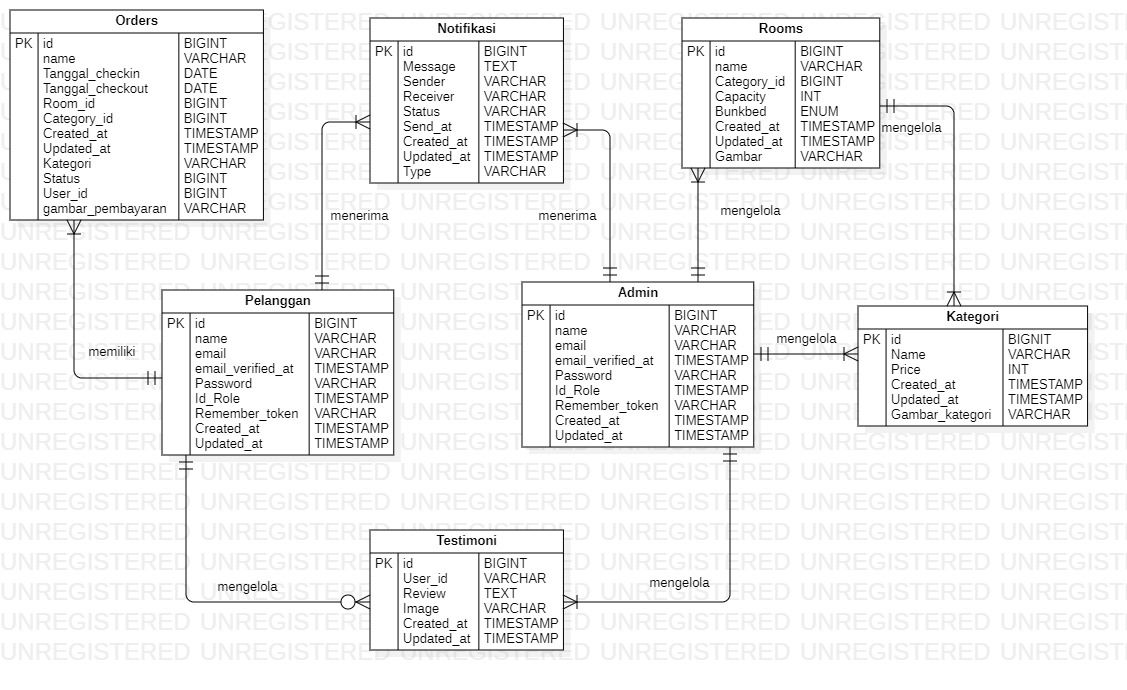 Orders
PK id BIGINT
name VARCHAR
Tanggal_checkin DATE
Tanggal_checkout DATE
Room_id BIGINT
Category_id BIGINT
Created_at TIMESTAMP
Updated_at TIMESTAMP
Kategori VARCHAR
Status BIGINT
User_id BIGINT
gambar_pembayaran VARCHAR
Notifikasi
PK id BIGINT
Message TEXT
Sender VARCHAR
Receiver VARCHAR
Status VARCHAR
Send_at TIMESTAMP
Created_at TIMESTAMP
Updated_at TIMESTAMP
Type VARCHAR
Rooms
PK id BIGINT
name VARCHAR
Category_id BIGINT
Capacity INT
Bunkbed ENUM
Created_at TIMESTAMP
Updated_at TIMESTAMP
Gambar VARCHAR
mengelola
menerima
menerima
mengelola
Pelanggan
PK id BIGINT
name VARCHAR
email VARCHAR
email_verified_at TIMESTAMP
Password VARCHAR
Id_Role TIMESTAMP
Remember_token VARCHAR
Created_at TIMESTAMP
Updated_at TIMESTAMP
memiliki
Admin
PK id BIGINT
name VARCHAR
email VARCHAR
email_verified_at TIMESTAMP
Password VARCHAR
Id_Role TIMESTAMP
Remember_token VARCHAR
Created_at TIMESTAMP
Updated_at TIMESTAMP
mengelola
Kategori
PK id BIGNIT
Name VARCHAR
Price INT
Created_at TIMESTAMP
Updated_at TIMESTAMP
Gambar_kategori VARCHAR
Testimoni
PK id BIGINT
User_id VARCHAR
Review TEXT
Image VARCHAR
Created_at TIMESTAMP
Updated_at TIMESTAMP
mengelola
mengelola
UNREGISTERED